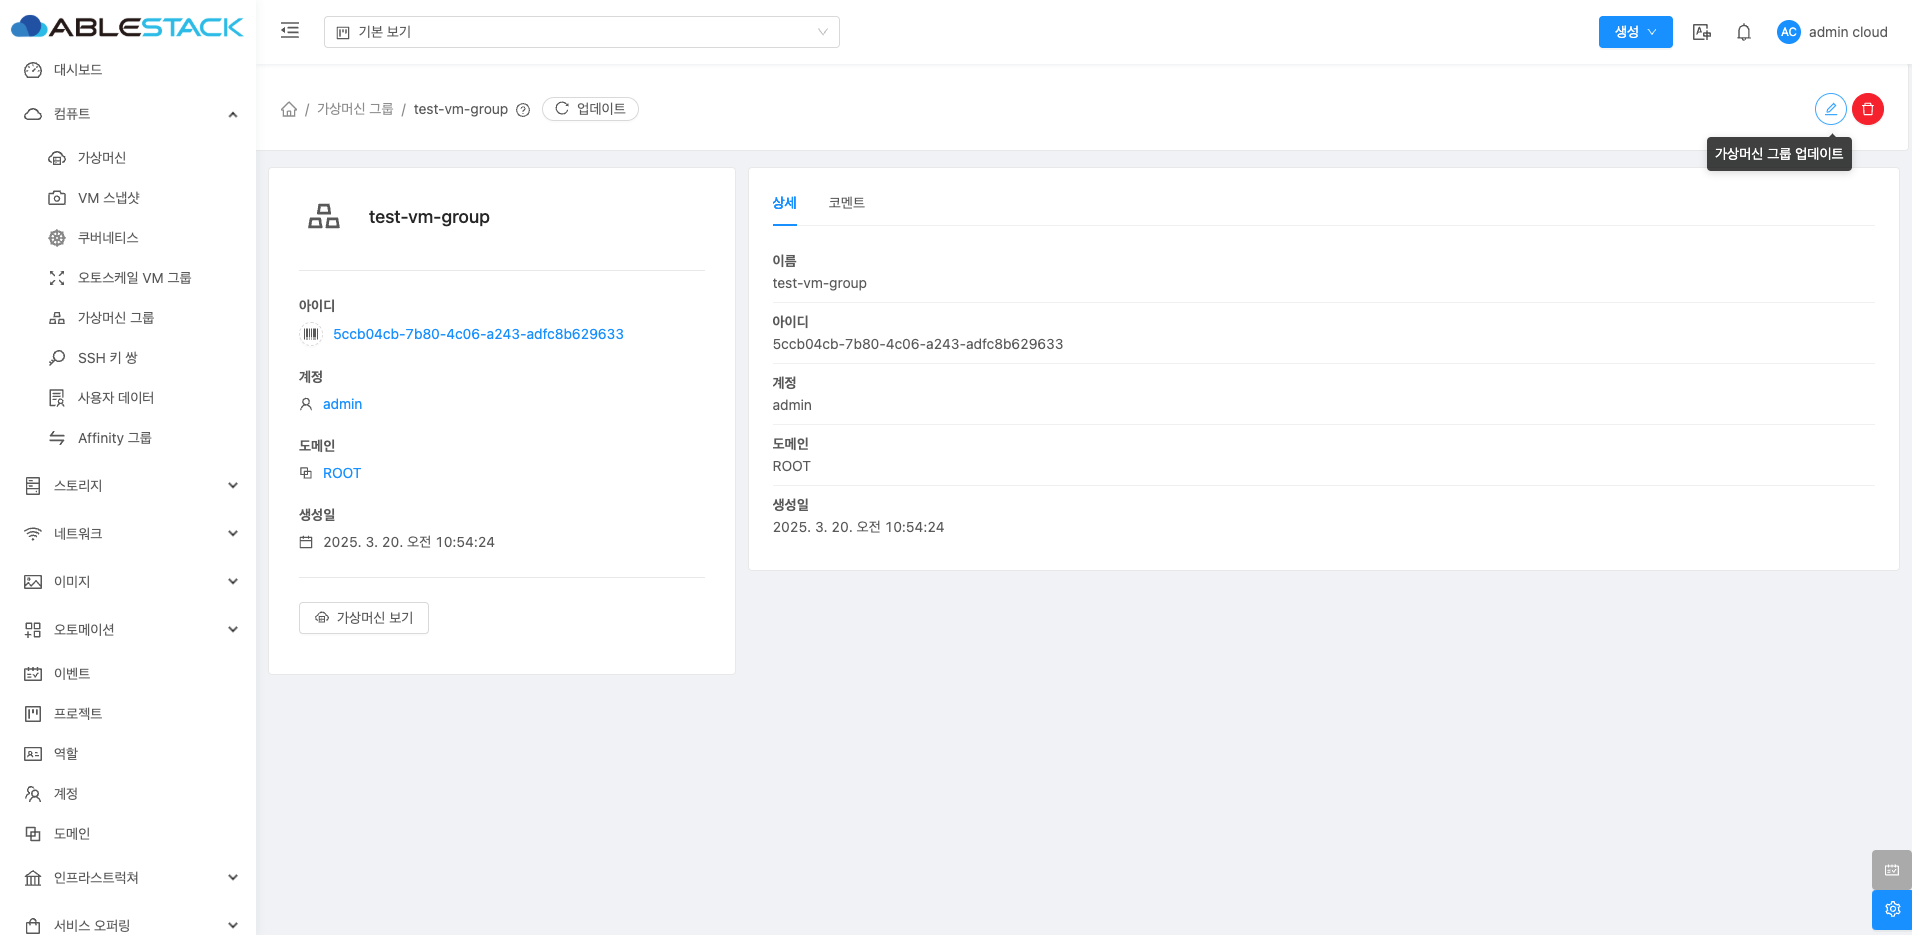 ABLESTACK
기본 보기
생성
AC
admin cloud
대시보드
컴퓨트
가상머신
VM 스냅샷
쿠버네티스
오토스케일 VM 그룹
가상머신 그룹
SSH 키 쌍
사용자 데이터
Affinity 그룹
스토리지
네트워크
이미지
오토메이션
이벤트
프로젝트
역할
계정
도메인
인프라스트럭쳐
서비스 오퍼링
/ 가상머신 그룹 / test-vm-group
업데이트
가상머신 그룹 업데이트
test-vm-group
아이디
5ccb04cb-7b80-4c06-a243-adfc8b629633
계정
admin
도메인
ROOT
생성일
2025. 3. 20. 오전 10:54:24
가상머신 보기
상세
코멘트
이름
test-vm-group
아이디
5ccb04cb-7b80-4c06-a243-adfc8b629633
계정
admin
도메인
ROOT
생성일
2025. 3. 20. 오전 10:54:24